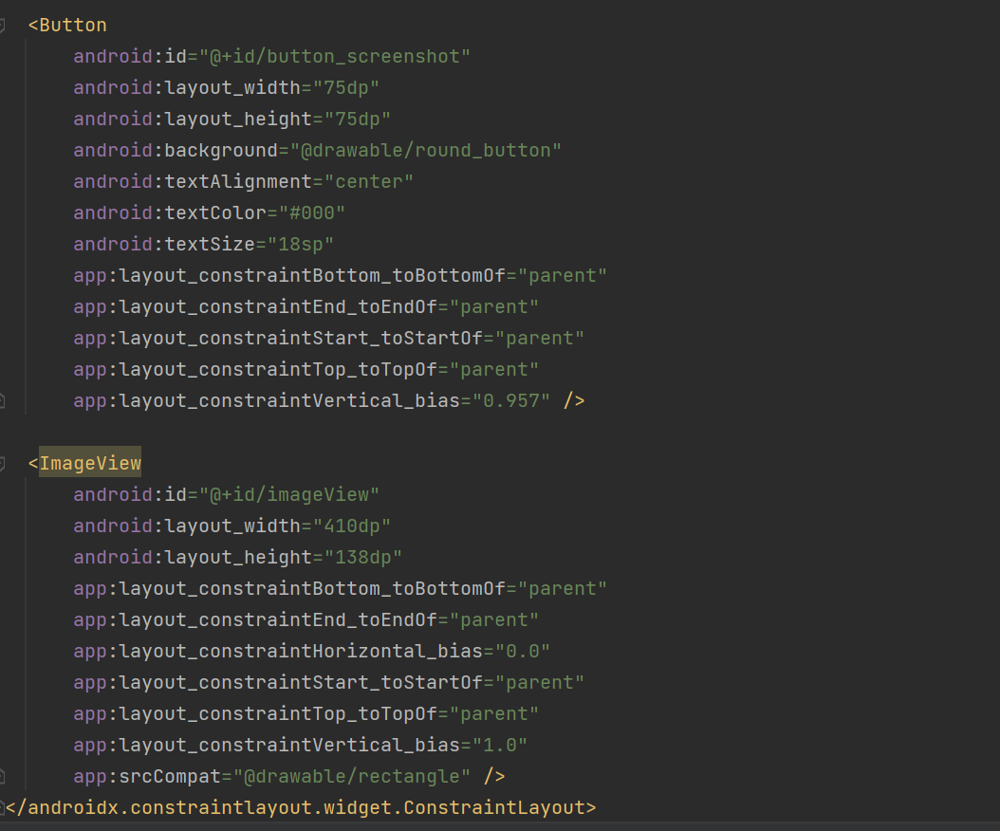 <Button
android:id="@+id/button_screenshot"
android:layout_width="75dp"
android:layout_height="75dp"
android:background="@drawable/round_button"
android:textAlignment="center"
android:textColor="#000"
android:textSize="18sp"
app:layout_constraintBottom_toBottomOf="parent"
app:layout_constraintEnd_toEndOf="parent"
app:layout_constraintStart_toStartOf="parent"
app:layout_constraintTop_toTopOf="parent"
app:layout_constraintVertical_bias="0.957" />
<ImageView
android:id="@+id/imageView"
android:layout_width="410dp"
android:layout_height="138dp"
app:layout_constraintBottom_toBottomOf="parent"
app:layout_constraintEnd_toEndOf="parent"
app:layout_constraintHorizontal_bias="0.0"
app:layout_constraintStart_toStartOf="parent"
app:layout_constraintTop_toTopOf="parent"
app:layout_constraintVertical_bias="1.0"
app:srcCompat="@drawable/rectangle" />
</androidx.constraintlayout.widget.ConstraintLayout>